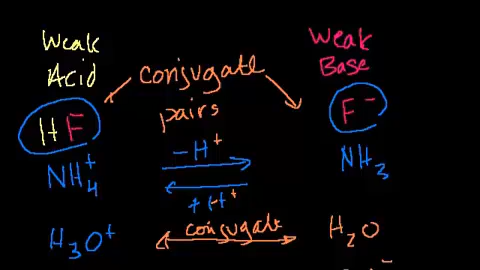 Weak Acid
conjugate pairs
Weak Base
HF
F⁻
NH₄⁺
-H⁺
+H⁺
NH₃
H₃O⁺
conjugate
H₂O